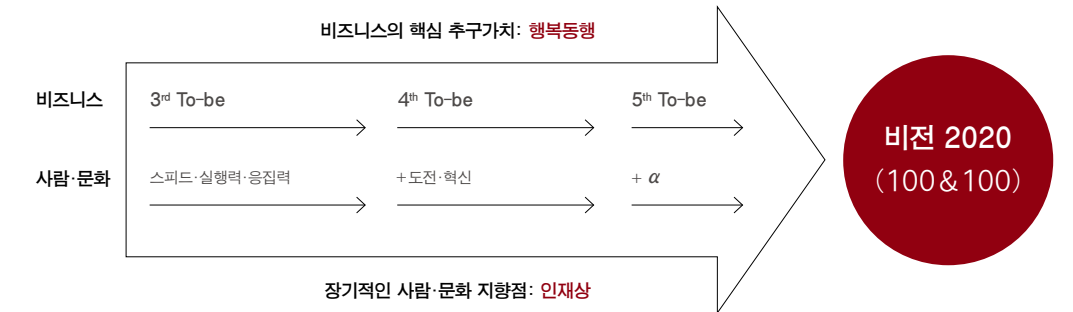 비즈니스의 핵심 추구가치: 행복동행
비즈니스 3rd To-be 4th To-be 5th To-be
사람·문화 스피드·실행력·응집력 +도전·혁신 + α
비전 2020
(100&100)
장기적인 사람·문화 지향점: 인재상